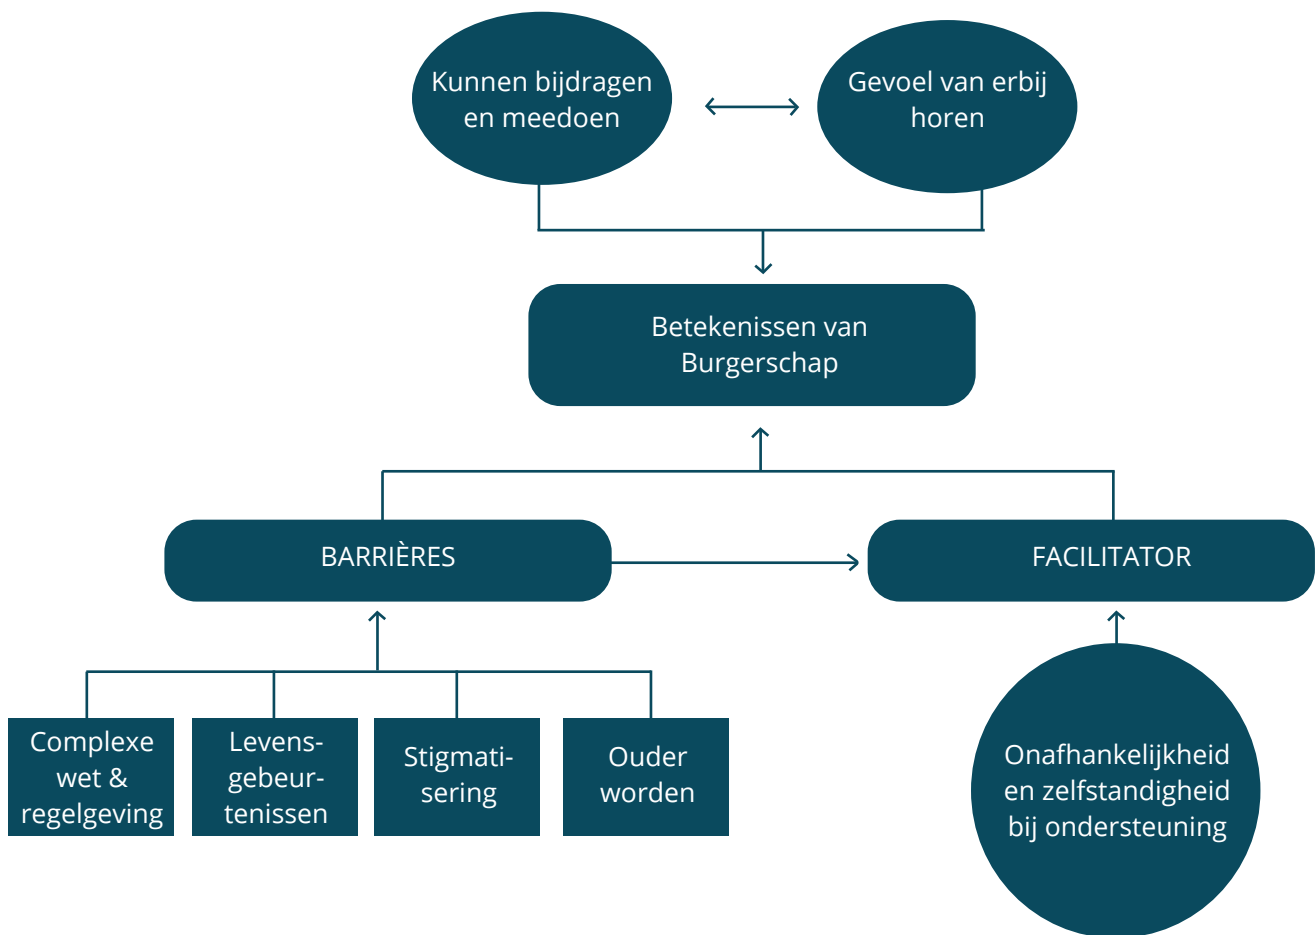 Kunnen bijdragen
en meedoen
Gevoel van erbij
horen
Betekenissen van
Burgerschap
BARRIÈRES
FACILITATOR
Complexe
wet &
regelgeving
Levens-
gebeur-
tenissen
Stigmati-
sering
Ouder
worden
Onafhankelijkheid
en zelfstandigheid
bij ondersteuning